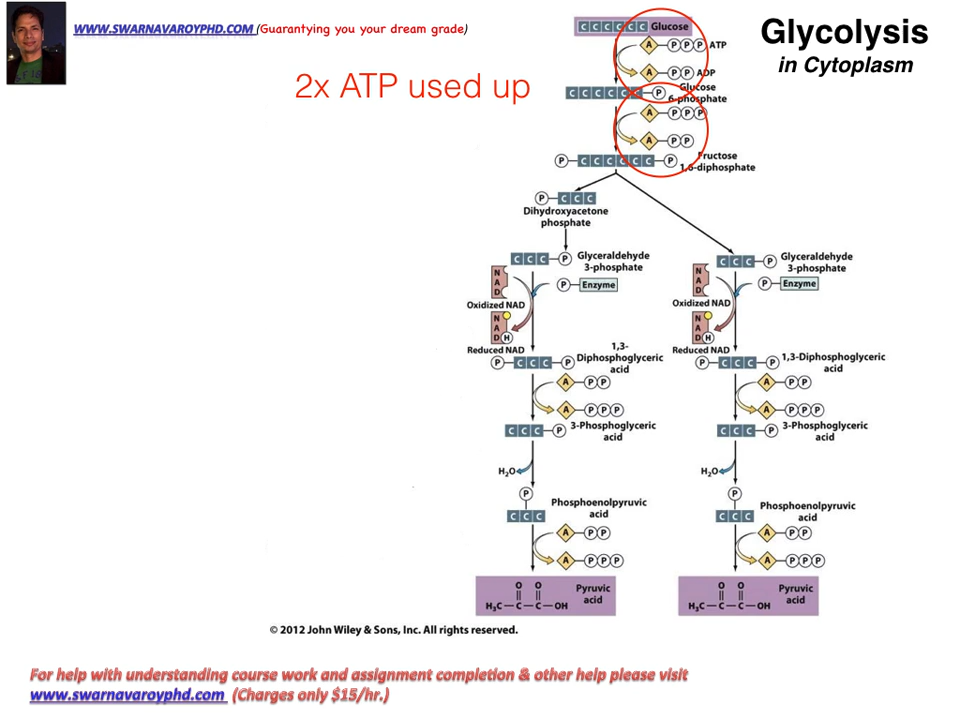 WWW.SWARNAVAROYPHD.COM (Guarantying you your dream grade)
Glycolysis
in Cytoplasm
2x ATP used up
C C C C C C Glucose
A P P P ATP
A P P ADP
C C C C C C P Glucose
6-phosphate
A P P P
A P P
P C C C C C C P Fructose
1,6-diphosphate
P C C C
Dihydroxyacetone
phosphate
C C C P Glyceraldehyde
3-phosphate
N A D
P Enzyme
Oxidized NAD
N A D H
Reduced NAD
P C C C P 1,3-
Diphosphoglyceric
acid
A P P
A P P P
C C C P 3-Phosphoglyceric
acid
H₂O
P
C C C Phosphoenolpyruvic
acid
A P P
A P P P
O O
H₃C — C — C — OH
Pyruvic
acid
C C C P Glyceraldehyde
3-phosphate
N A D
P Enzyme
Oxidized NAD
N A D H
Reduced NAD
P C C C P 1,3-Diphosphoglyceric
acid
A P P
A P P P
C C C P 3-Phosphoglyceric
acid
H₂O
P
C C C Phosphoenolpyruvic
acid
A P P
A P P P
O O
H₃C — C — C — OH
Pyruvic
acid
© 2012 John Wiley & Sons, Inc. All rights reserved.
For help with understanding course work and assignment completion & other help please visit
www.swarnavaroyphd.com (Charges only $15/hr.)